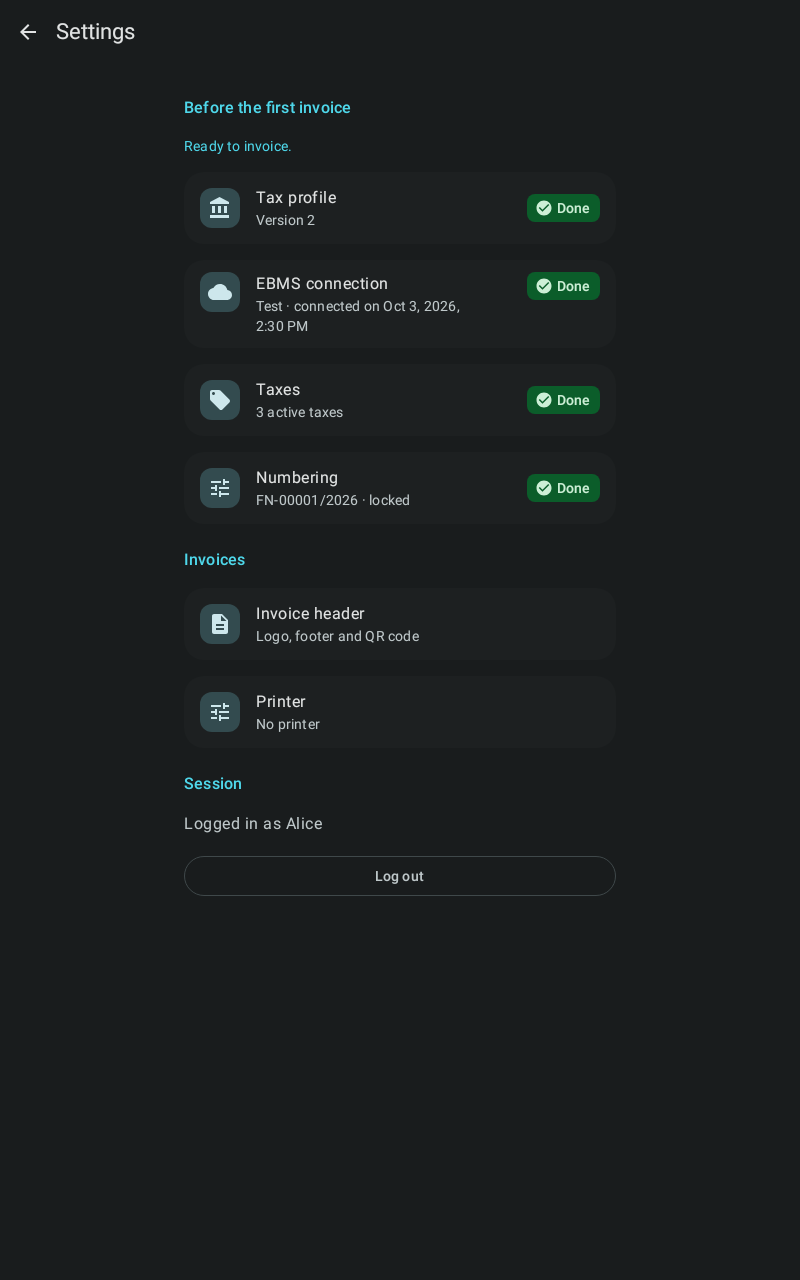 Settings
Before the first invoice
Ready to invoice.
Tax profile
Version 2
Done
EBMS connection
Test · connected on Oct 3, 2026,
2:30 PM
Done
Taxes
3 active taxes
Done
Numbering
FN-00001/2026 · locked
Done
Invoices
Invoice header
Logo, footer and QR code
Printer
No printer
Session
Logged in as Alice
Log out